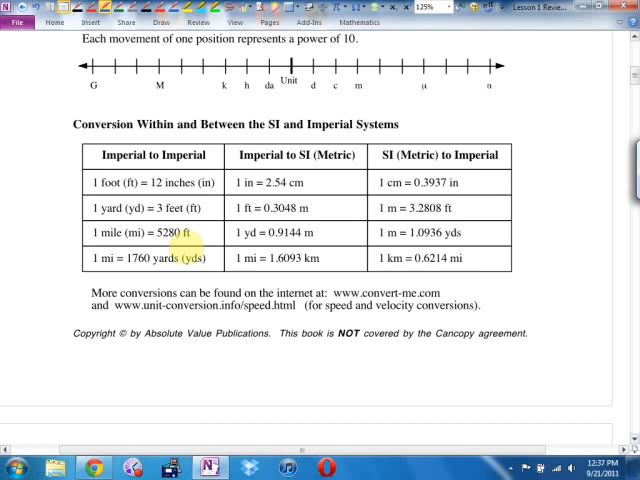 Lesson 1 Revie...
125%
File
Home
Insert
Share
Draw
Review
View
Pages
Add-Ins
Mathematics
Each movement of one position represents a power of 10.
G M k h da Unit d c m μ n
Conversion Within and Between the SI and Imperial Systems
Imperial to Imperial Imperial to SI (Metric) SI (Metric) to Imperial
1 foot (ft) = 12 inches (in) 1 in = 2.54 cm 1 cm = 0.3937 in
1 yard (yd) = 3 feet (ft) 1 ft = 0.3048 m 1 m = 3.2808 ft
1 mile (mi) = 5280 ft 1 yd = 0.9144 m 1 m = 1.0936 yds
1 mi = 1760 yards (yds) 1 mi = 1.6093 km 1 km = 0.6214 mi
More conversions can be found on the internet at: www.convert-me.com
and www.unit-conversion.info/speed.html (for speed and velocity conversions).
Copyright © by Absolute Value Publications. This book is NOT covered by the Cancopy agreement.
12:37 PM
9/21/2011